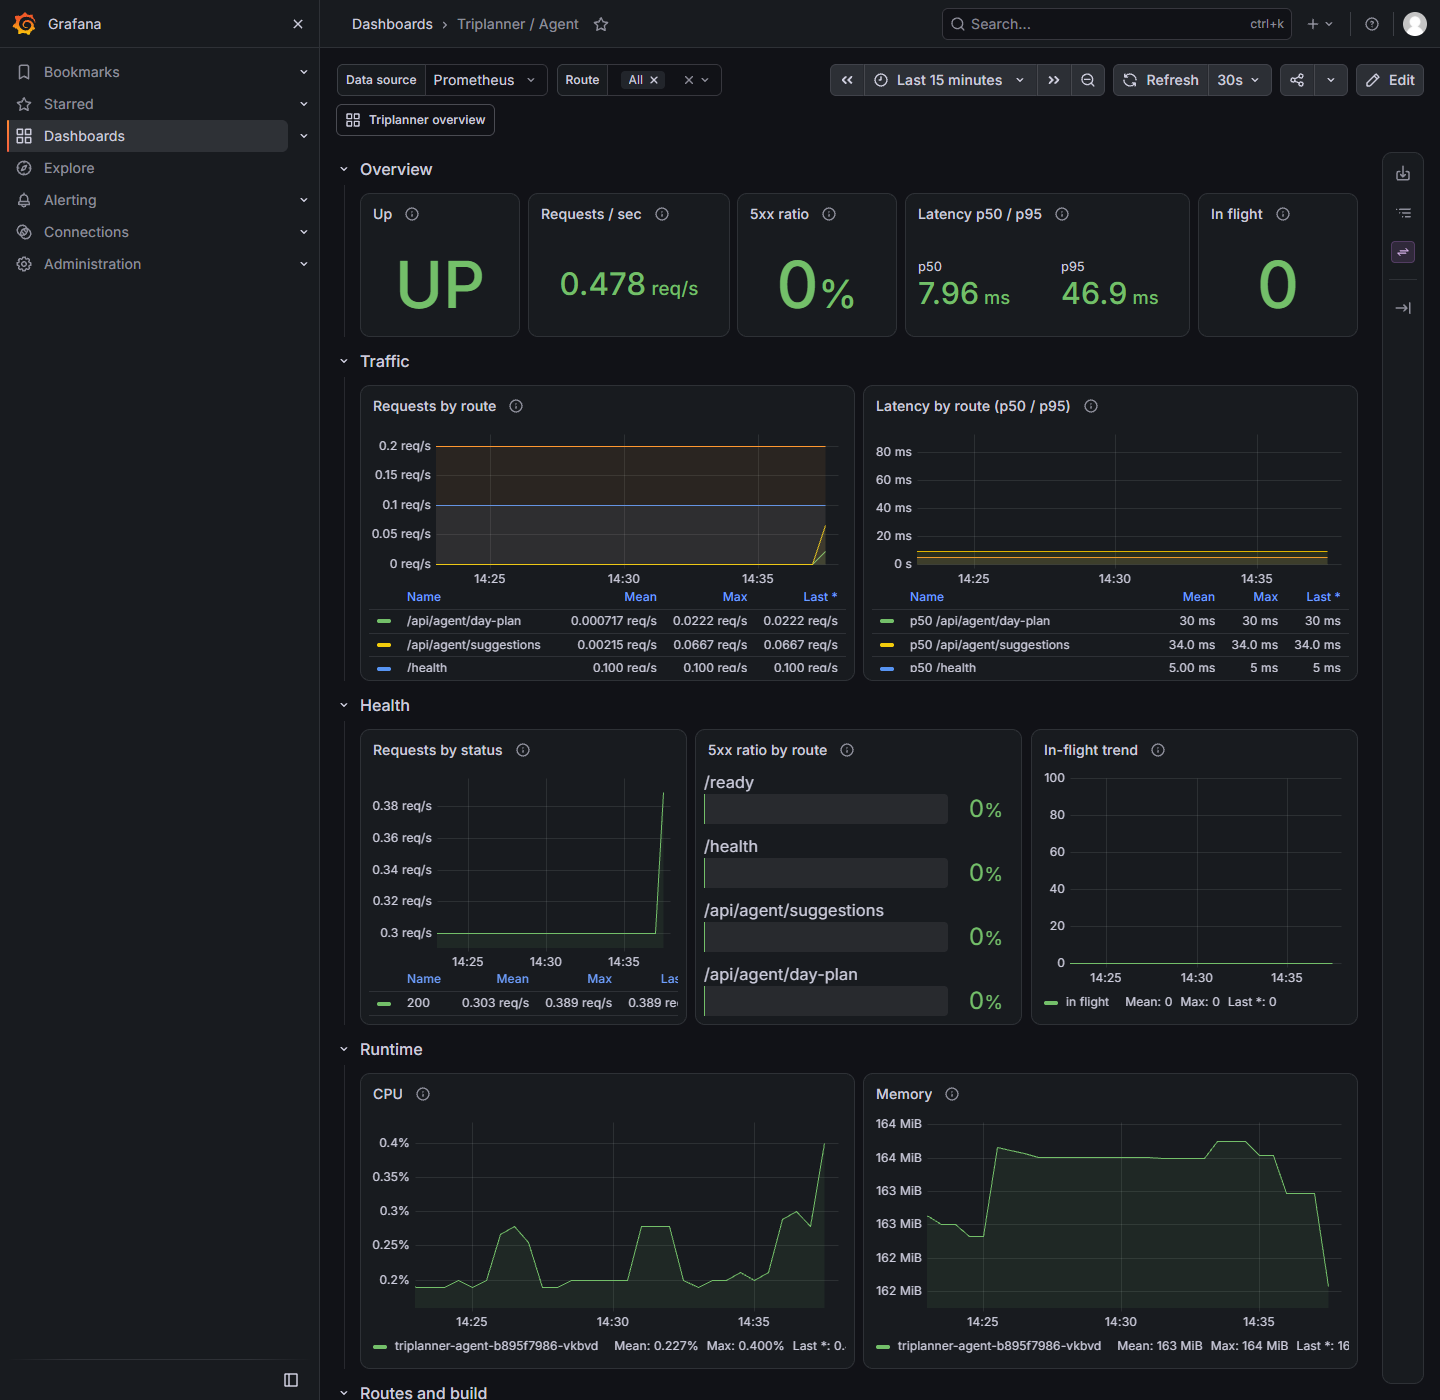 Grafana
Dashboards › Triplanner / Agent
Search... ctrl+k
Bookmarks
Starred
Dashboards
Explore
Alerting
Connections
Administration
Data source Prometheus Route All
Last 15 minutes Refresh 30s Edit
Triplanner overview
Overview
Up
UP
Requests / sec
0.478 req/s
5xx ratio
0%
Latency p50 / p95
p50 p95
7.96 ms 46.9 ms
In flight
0
Traffic
Requests by route
0.2 req/s
0.15 req/s
0.1 req/s
0.05 req/s
0 req/s
14:25 14:30 14:35
Name Mean Max Last *
/api/agent/day-plan 0.000717 req/s 0.0222 req/s 0.0222 req/s
/api/agent/suggestions 0.00215 req/s 0.0667 req/s 0.0667 req/s
/health 0.100 req/s 0.100 req/s 0.100 req/s
Latency by route (p50 / p95)
80 ms
60 ms
40 ms
20 ms
0 s
14:25 14:30 14:35
Name Mean Max Last *
p50 /api/agent/day-plan 30 ms 30 ms 30 ms
p50 /api/agent/suggestions 34.0 ms 34.0 ms 34.0 ms
p50 /health 5.00 ms 5 ms 5 ms
Health
Requests by status
0.38 req/s
0.36 req/s
0.34 req/s
0.32 req/s
0.3 req/s
14:25 14:30 14:35
Name Mean Max Las
200 0.303 req/s 0.389 req/s 0.389 re
5xx ratio by route
/ready
0%
/health
0%
/api/agent/suggestions
0%
/api/agent/day-plan
0%
In-flight trend
100
80
60
40
20
0
14:25 14:30 14:35
in flight Mean: 0 Max: 0 Last *: 0
Runtime
CPU
0.4%
0.35%
0.3%
0.25%
0.2%
14:25 14:30 14:35
triplanner-agent-b895f7986-vkbvd Mean: 0.227% Max: 0.400% Last *: 0.
Memory
164 MiB
164 MiB
163 MiB
163 MiB
162 MiB
162 MiB
14:25 14:30 14:35
triplanner-agent-b895f7986-vkbvd Mean: 163 MiB Max: 164 MiB Last *: 16
Routes and build